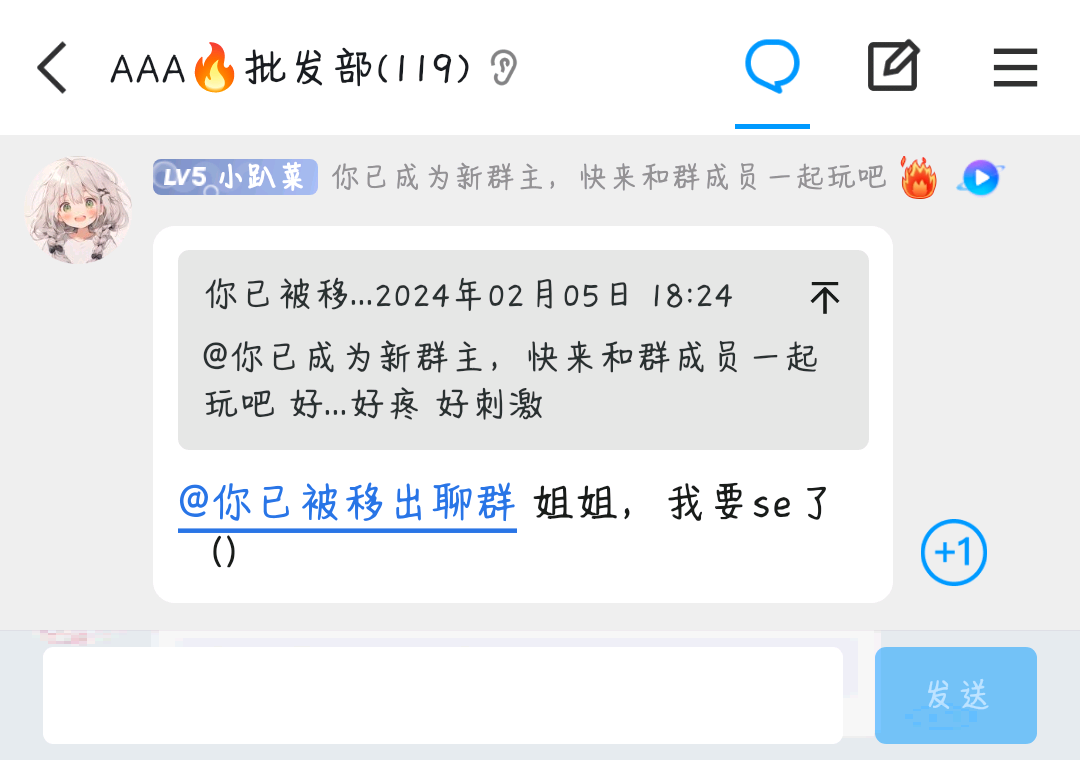 AAA🔥批发部(119)
LV5 小趴菜 你已成为新群主，快来和群成员一起玩吧
你已被移...2024年02月05日 18:24
@你已成为新群主，快来和群成员一起
玩吧 好...好疼 好刺激
@你已被移出聊群 姐姐，我要se了
()
+1
发送